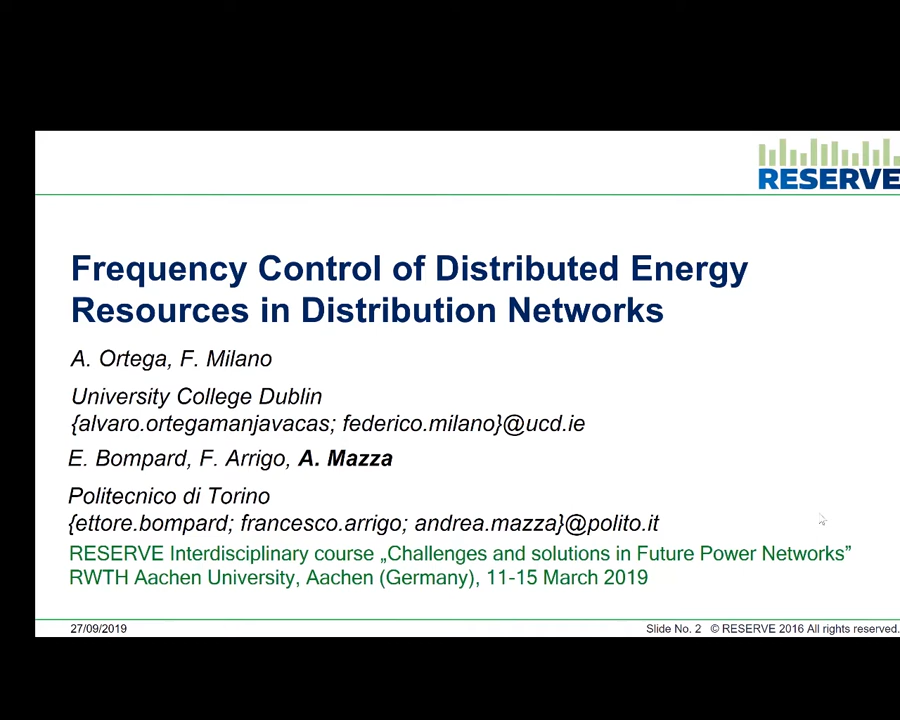 RESERVE
Frequency Control of Distributed Energy
Resources in Distribution Networks
A. Ortega, F. Milano
University College Dublin
{alvaro.ortegamanjavacas; federico.milano}@ucd.ie
E. Bompard, F. Arrigo, A. Mazza
Politecnico di Torino
{ettore.bompard; francesco.arrigo; andrea.mazza}@polito.it
RESERVE Interdisciplinary course „Challenges and solutions in Future Power Networks”
RWTH Aachen University, Aachen (Germany), 11-15 March 2019
27/09/2019 Slide No. 2 © RESERVE 2016 All rights reserved.